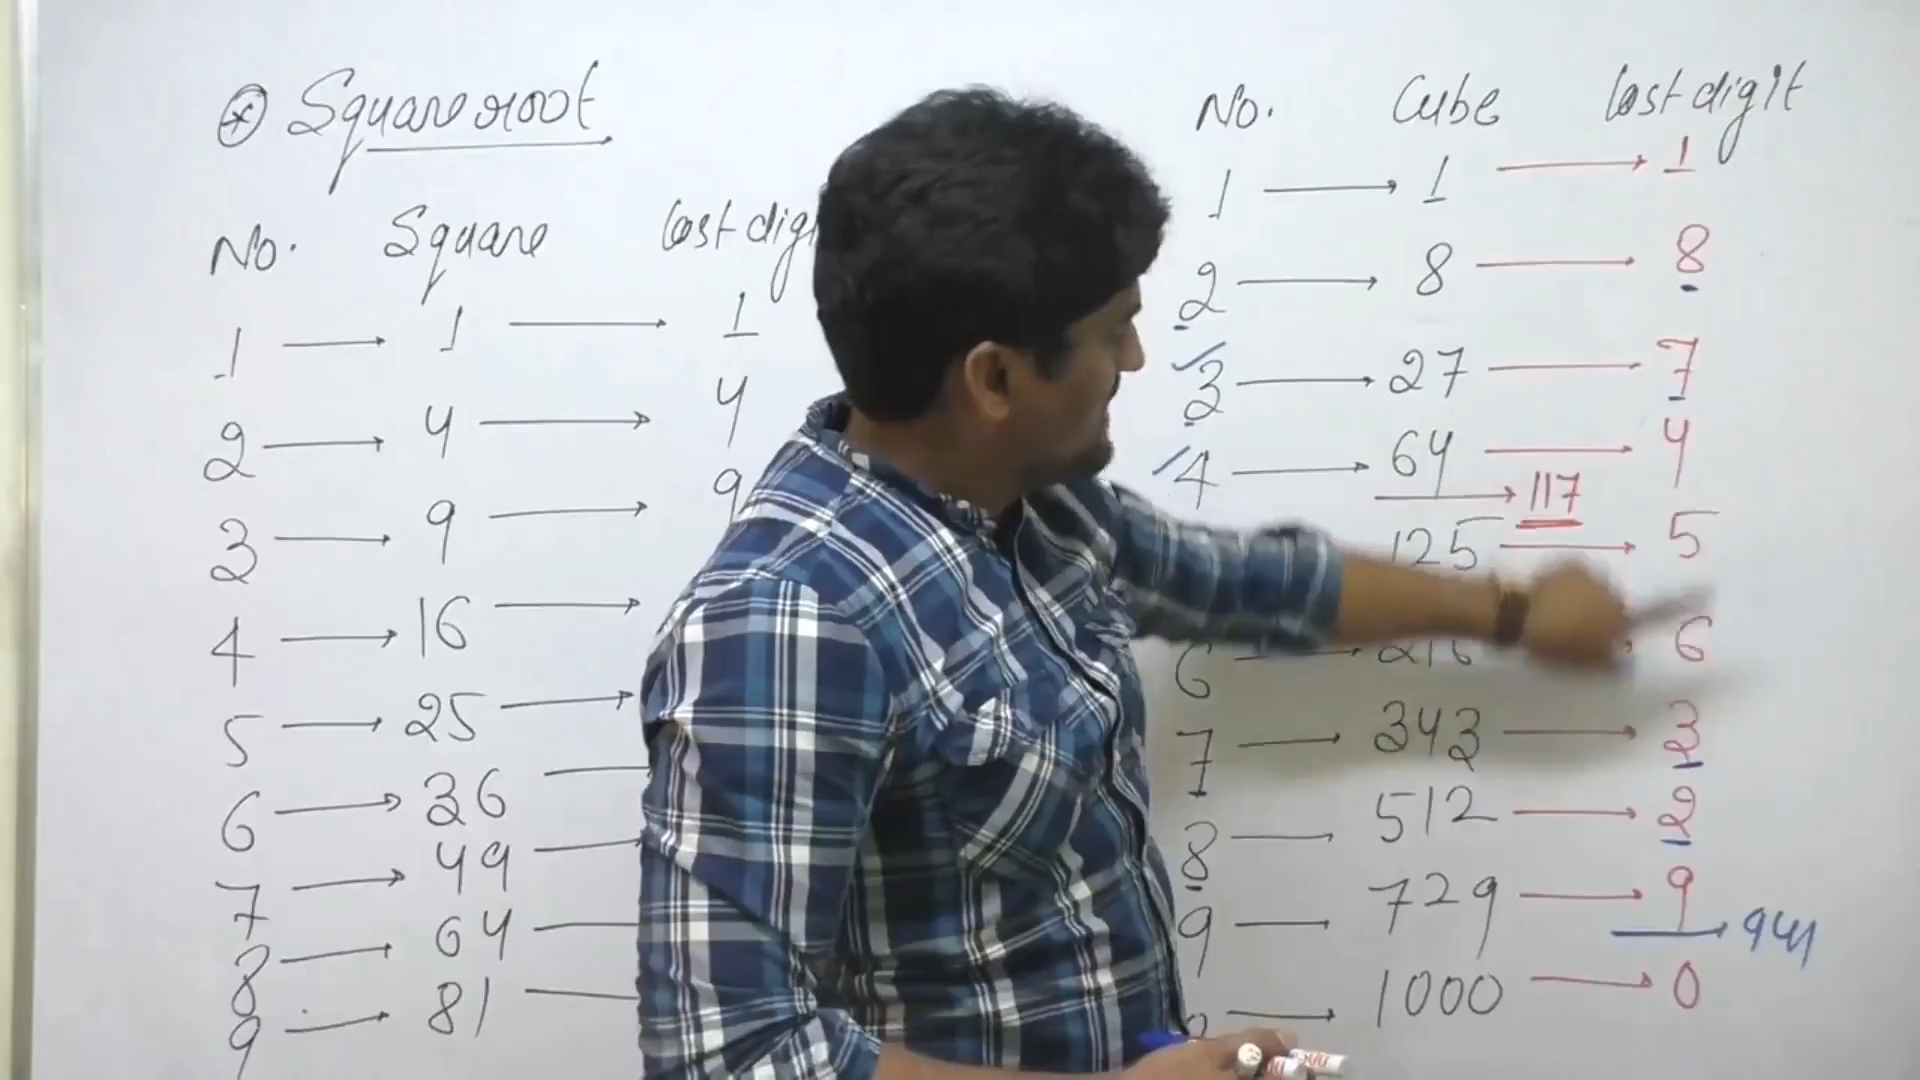 * Squareroot
No. Square last digi
1 → 1 → 1
2 → 4 → 4
3 → 9 → 9
4 → 16 →
5 → 25 →
6 → 36
7 → 49
8 → 64
9 → 81
No. Cube last digit
1 → 1 → 1
2 → 8 → 8
3 → 27 → 7
4 → 64 → 4
→ 117
125 → 5
6 → 216 → 6
7 → 343 → 3
8 → 512 → 2
9 → 729 → 9
→ 941
→ 1000 → 0